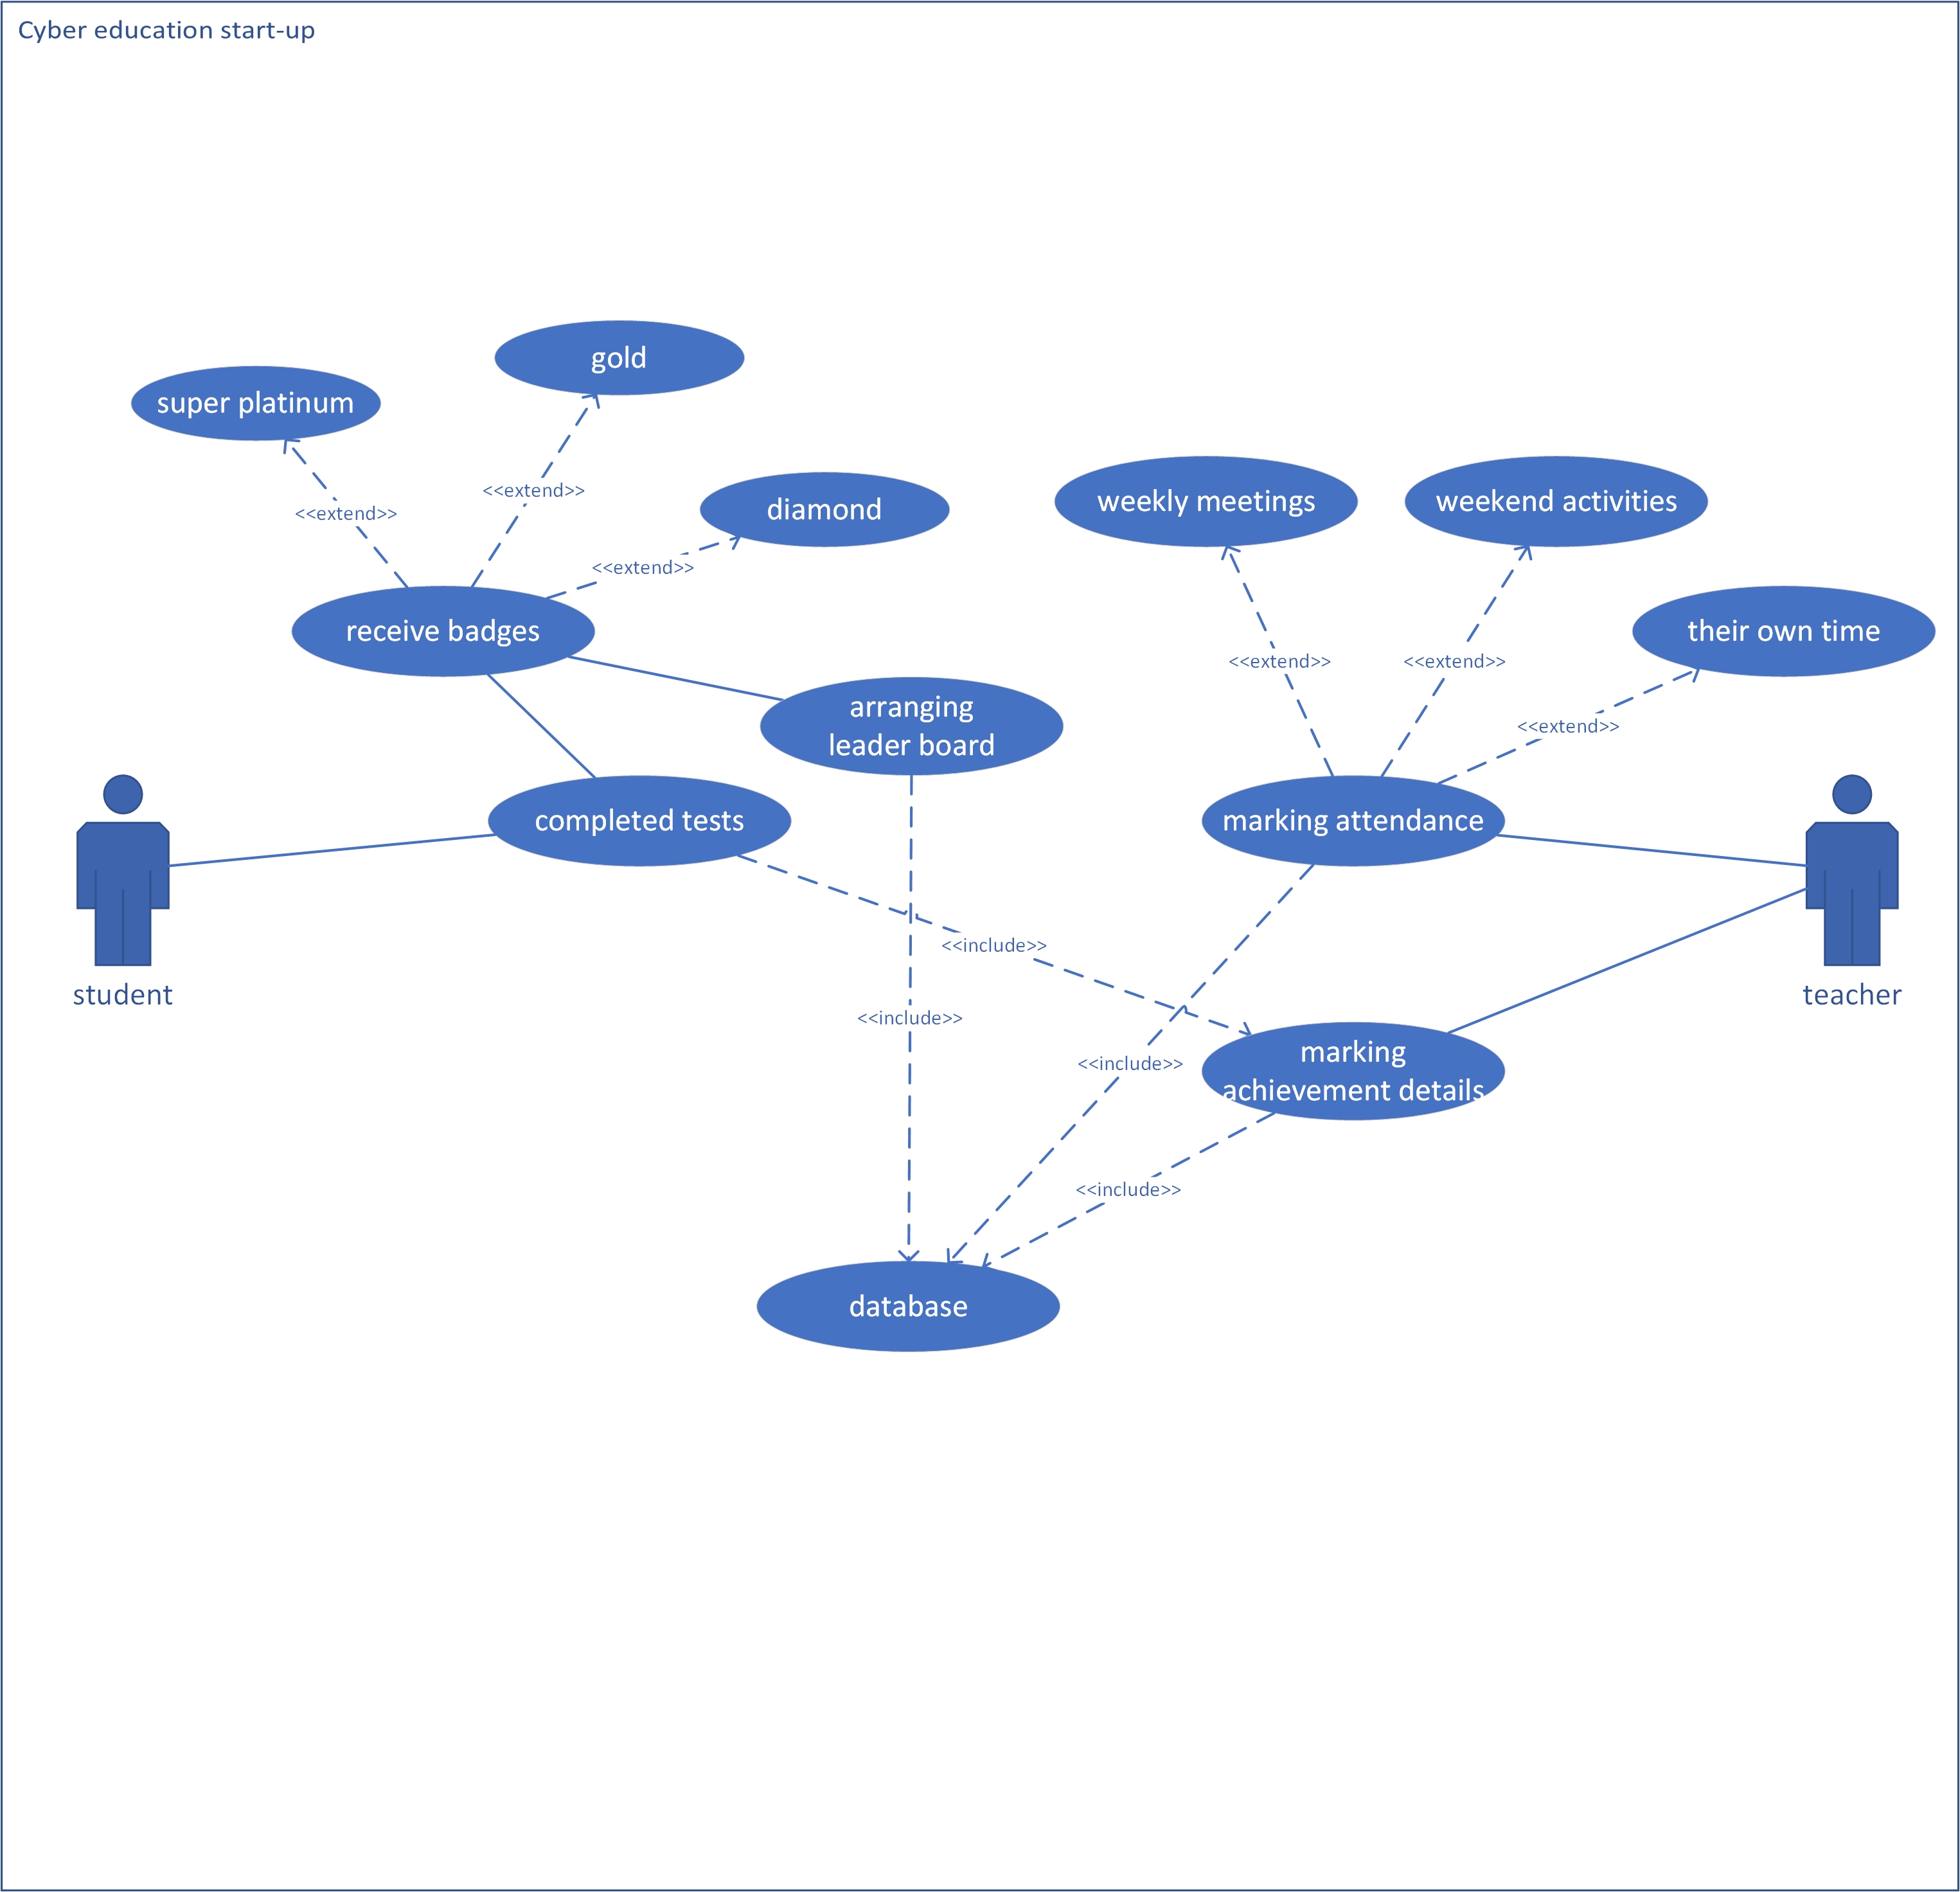 Cyber education start-up
gold
super platinum
<<extend>>
<<extend>>
diamond
<<extend>>
weekly meetings
weekend activities
receive badges
their own time
<<extend>>
<<extend>>
<<extend>>
arranging
leader board
completed tests
marking attendance
<<include>>
student
teacher
<<include>>
<<include>>
marking
achievement details
<<include>>
database